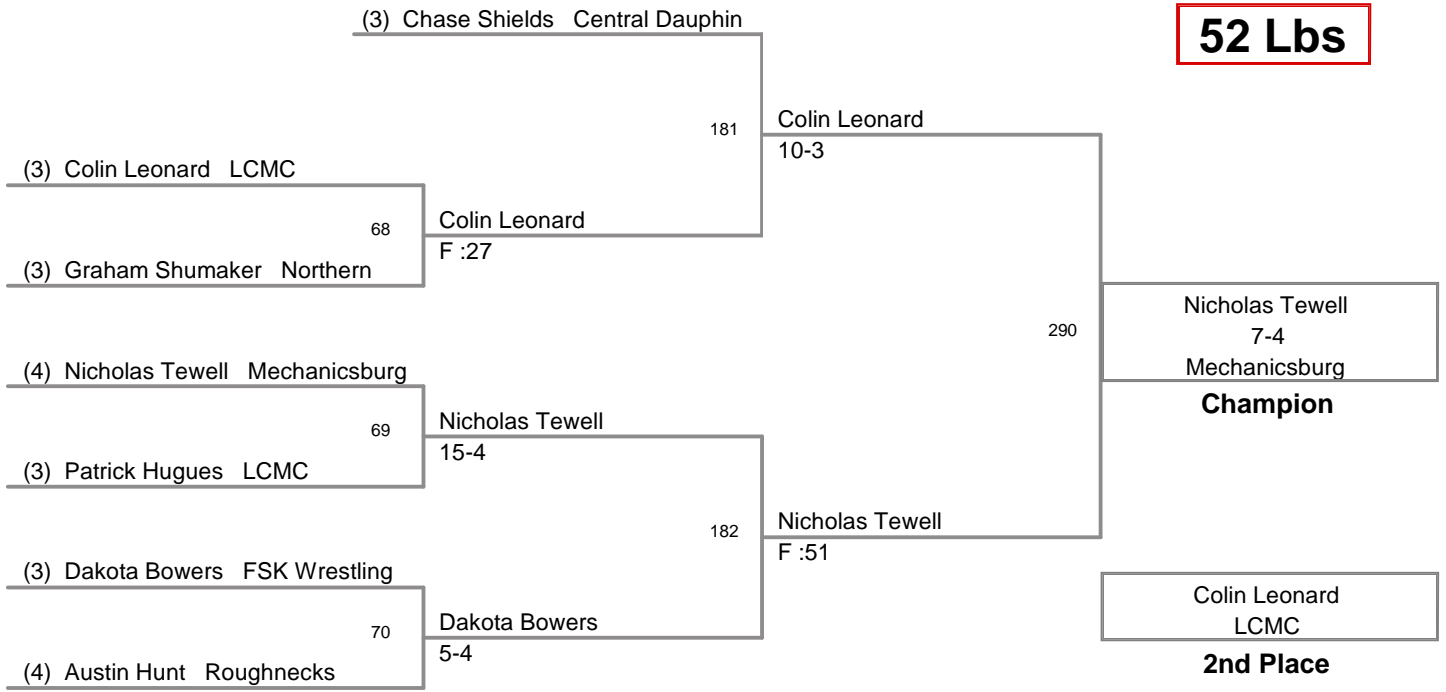 (3) Chase Shields Central Dauphin
52 Lbs
181
Colin Leonard
10-3
(3) Colin Leonard LCMC
68
Colin Leonard
F :27
(3) Graham Shumaker Northern
290
Nicholas Tewell
7-4
Mechanicsburg
Champion
(4) Nicholas Tewell Mechanicsburg
69
Nicholas Tewell
15-4
(3) Patrick Hugues LCMC
182
Nicholas Tewell
F :51
(3) Dakota Bowers FSK Wrestling
70
Dakota Bowers
5-4
(4) Austin Hunt Roughnecks
Colin Leonard
LCMC
2nd Place